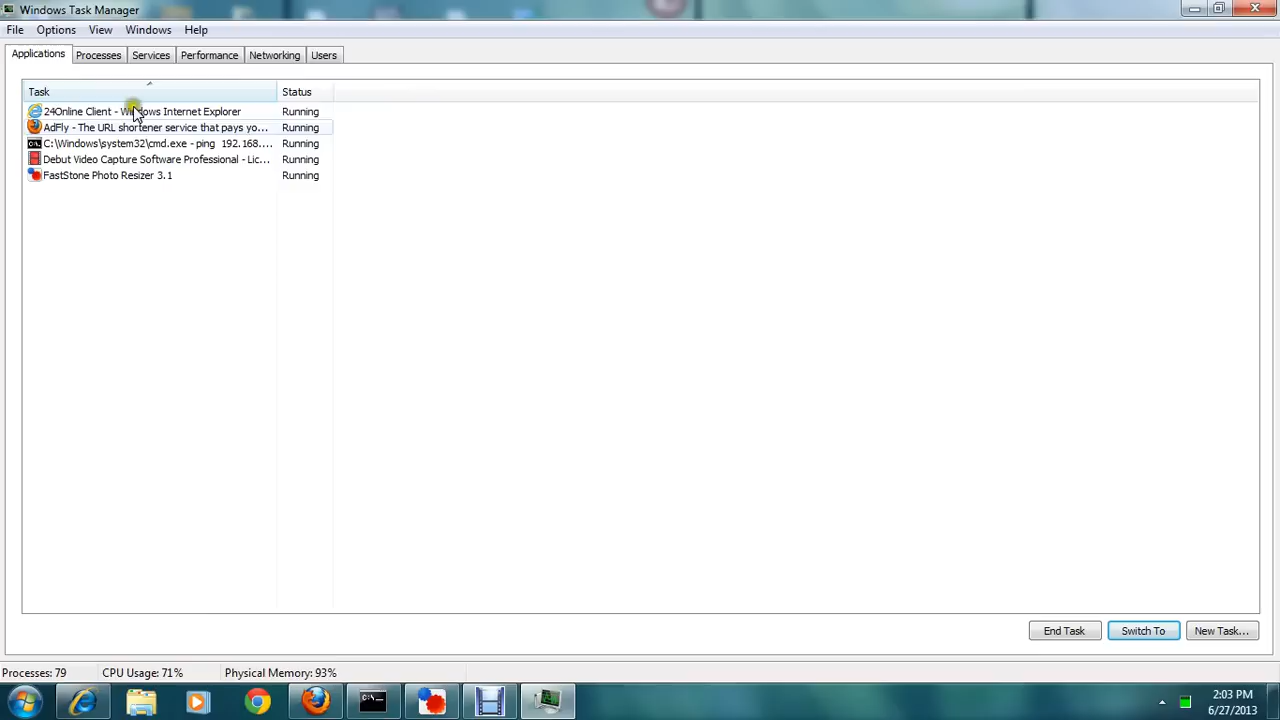 Windows Task Manager
File Options View Windows Help
Applications Processes Services Performance Networking Users
Task Status
24Online Client - Windows Internet Explorer Running
AdFly - The URL shortener service that pays yo... Running
C:\Windows\system32\cmd.exe - ping 192.168.... Running
Debut Video Capture Software Professional - Lic... Running
FastStone Photo Resizer 3.1 Running
End Task Switch To New Task...
Processes: 79 CPU Usage: 71% Physical Memory: 93%
2:03 PM
6/27/2013